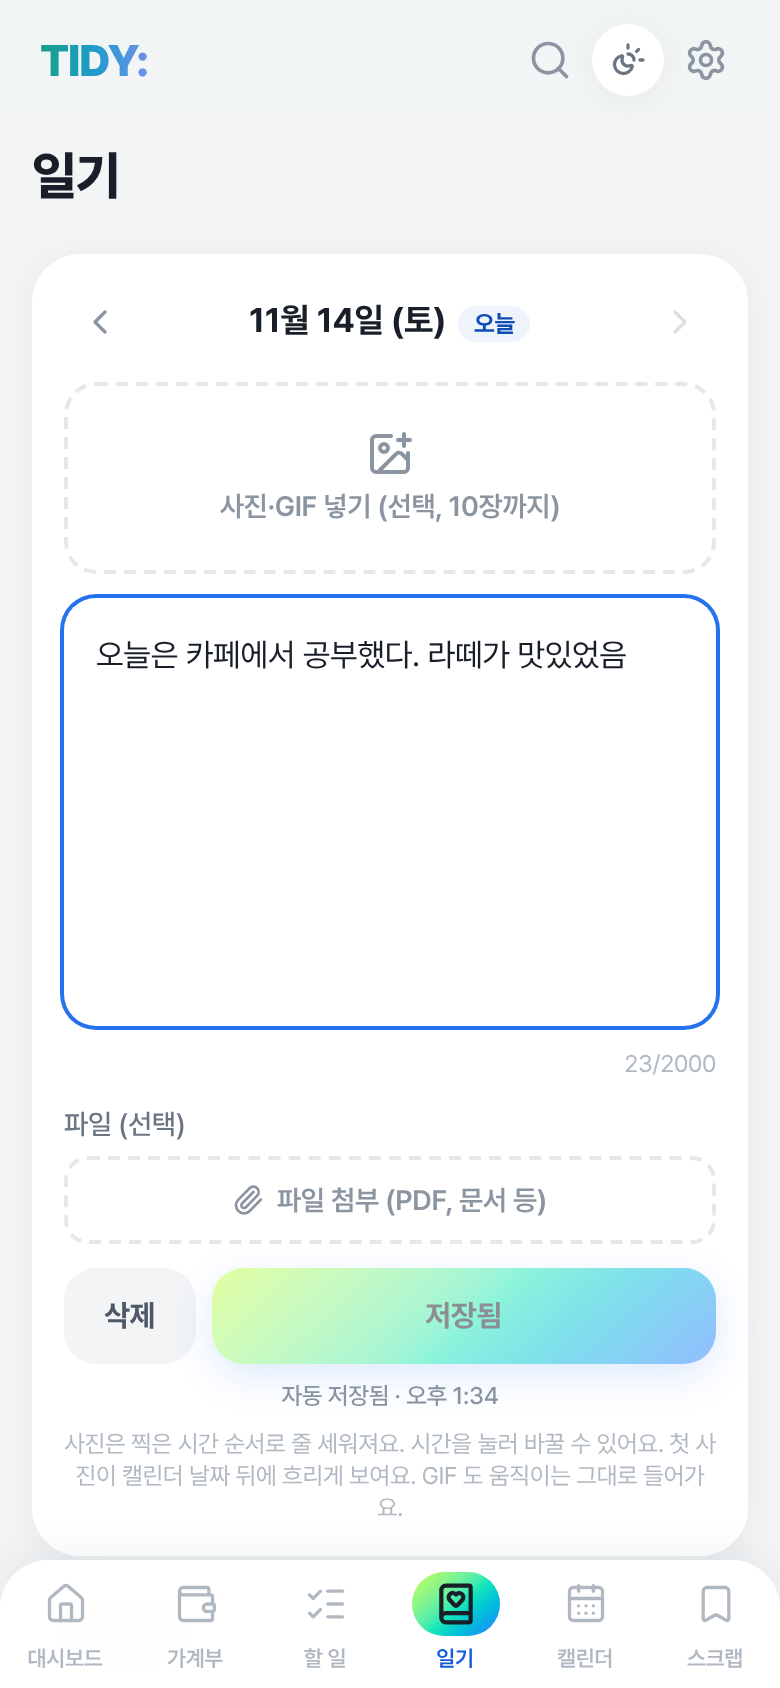 TIDY:
일기
11월 14일 (토) 오늘
사진·GIF 넣기 (선택, 10장까지)
오늘은 카페에서 공부했다. 라떼가 맛있었음
23/2000
파일 (선택)
파일 첨부 (PDF, 문서 등)
삭제 저장됨
자동 저장됨 · 오후 1:34
사진은 찍은 시간 순서로 줄 세워져요. 시간을 눌러 바꿀 수 있어요. 첫 사
진이 캘린더 날짜 뒤에 흐리게 보여요. GIF 도 움직이는 그대로 들어가
요.
대시보드 가계부 할 일 일기 캘린더 스크랩